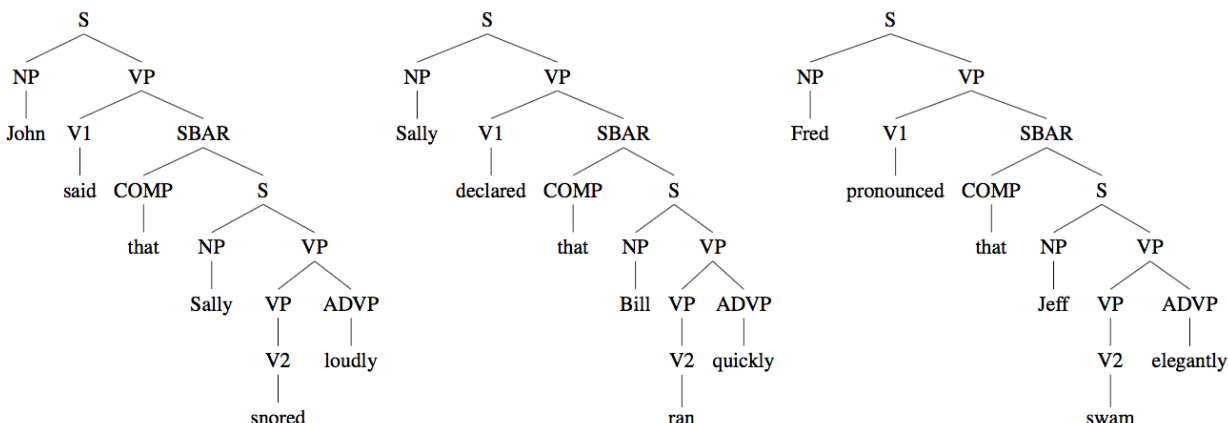 S S S
NP VP NP VP NP VP
John V1 SBAR Sally V1 SBAR Fred V1 SBAR
said COMP S declared COMP S pronounced COMP S
that NP VP that NP VP that NP VP
Sally VP ADVP Bill VP ADVP Jeff VP ADVP
V2 loudly V2 quickly V2 elegantly
snored ran swam